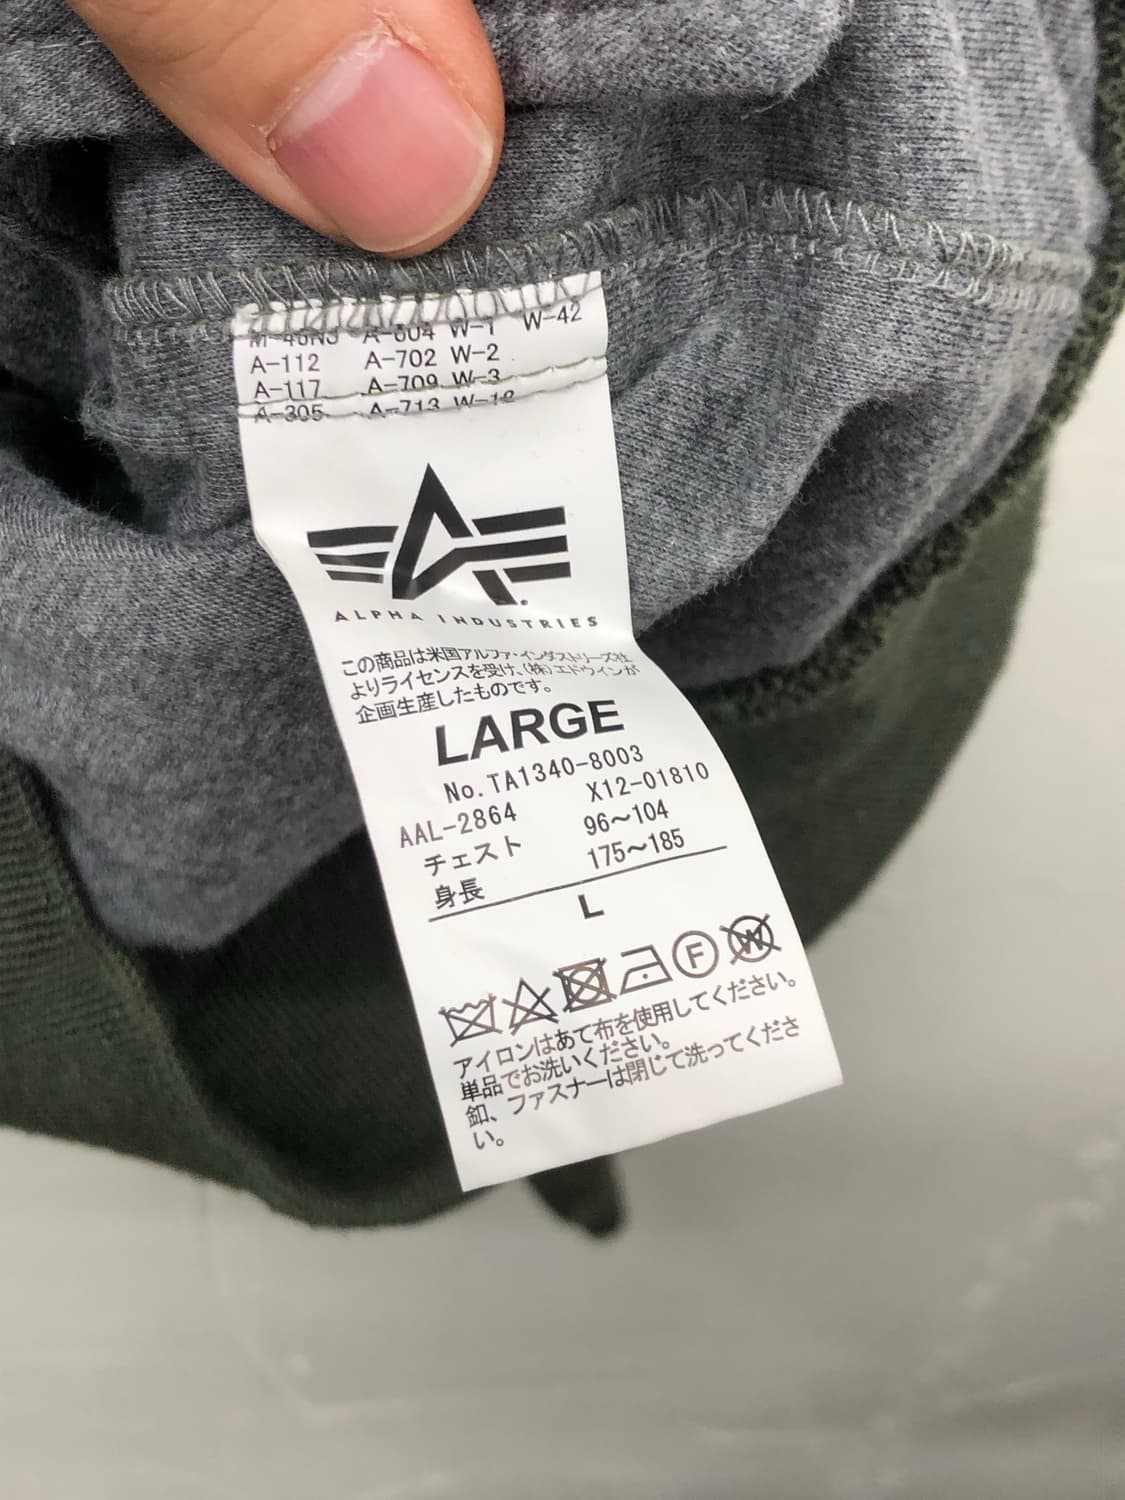 A-604 W-1 W-42
A-112 A-702 W-2
A-117 A-709 W-3
A-305 A-713
ALPHA INDUSTRIES
この商品は米国アルファ・インダストリーズ社
よりライセンスを受け、(株)エドウインが
企画生産したものです。
LARGE
No.TA1340-8003
AAL-2864 X12-01810
チェスト 96〜104
身長 175〜185
L
F W
アイロンはあて布を使用してください。
単品でお洗いください。
釦、ファスナーは閉じて洗ってくださ
い。